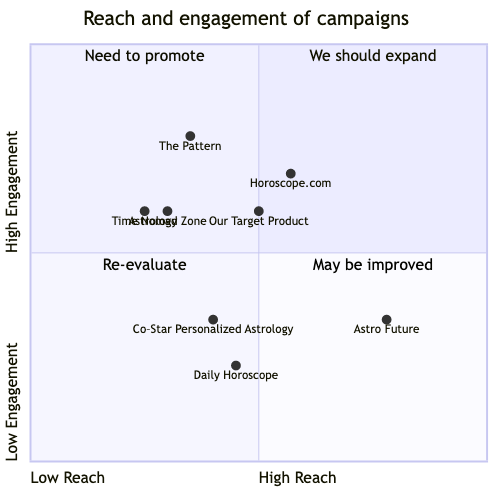 Reach and engagement of campaigns
Need to promote
We should expand
The Pattern
Horoscope.com
Time Nomad
Astrology Zone
Our Target Product
Re-evaluate
May be improved
Co-Star Personalized Astrology
Astro Future
Daily Horoscope
High Engagement
Low Engagement
Low Reach
High Reach